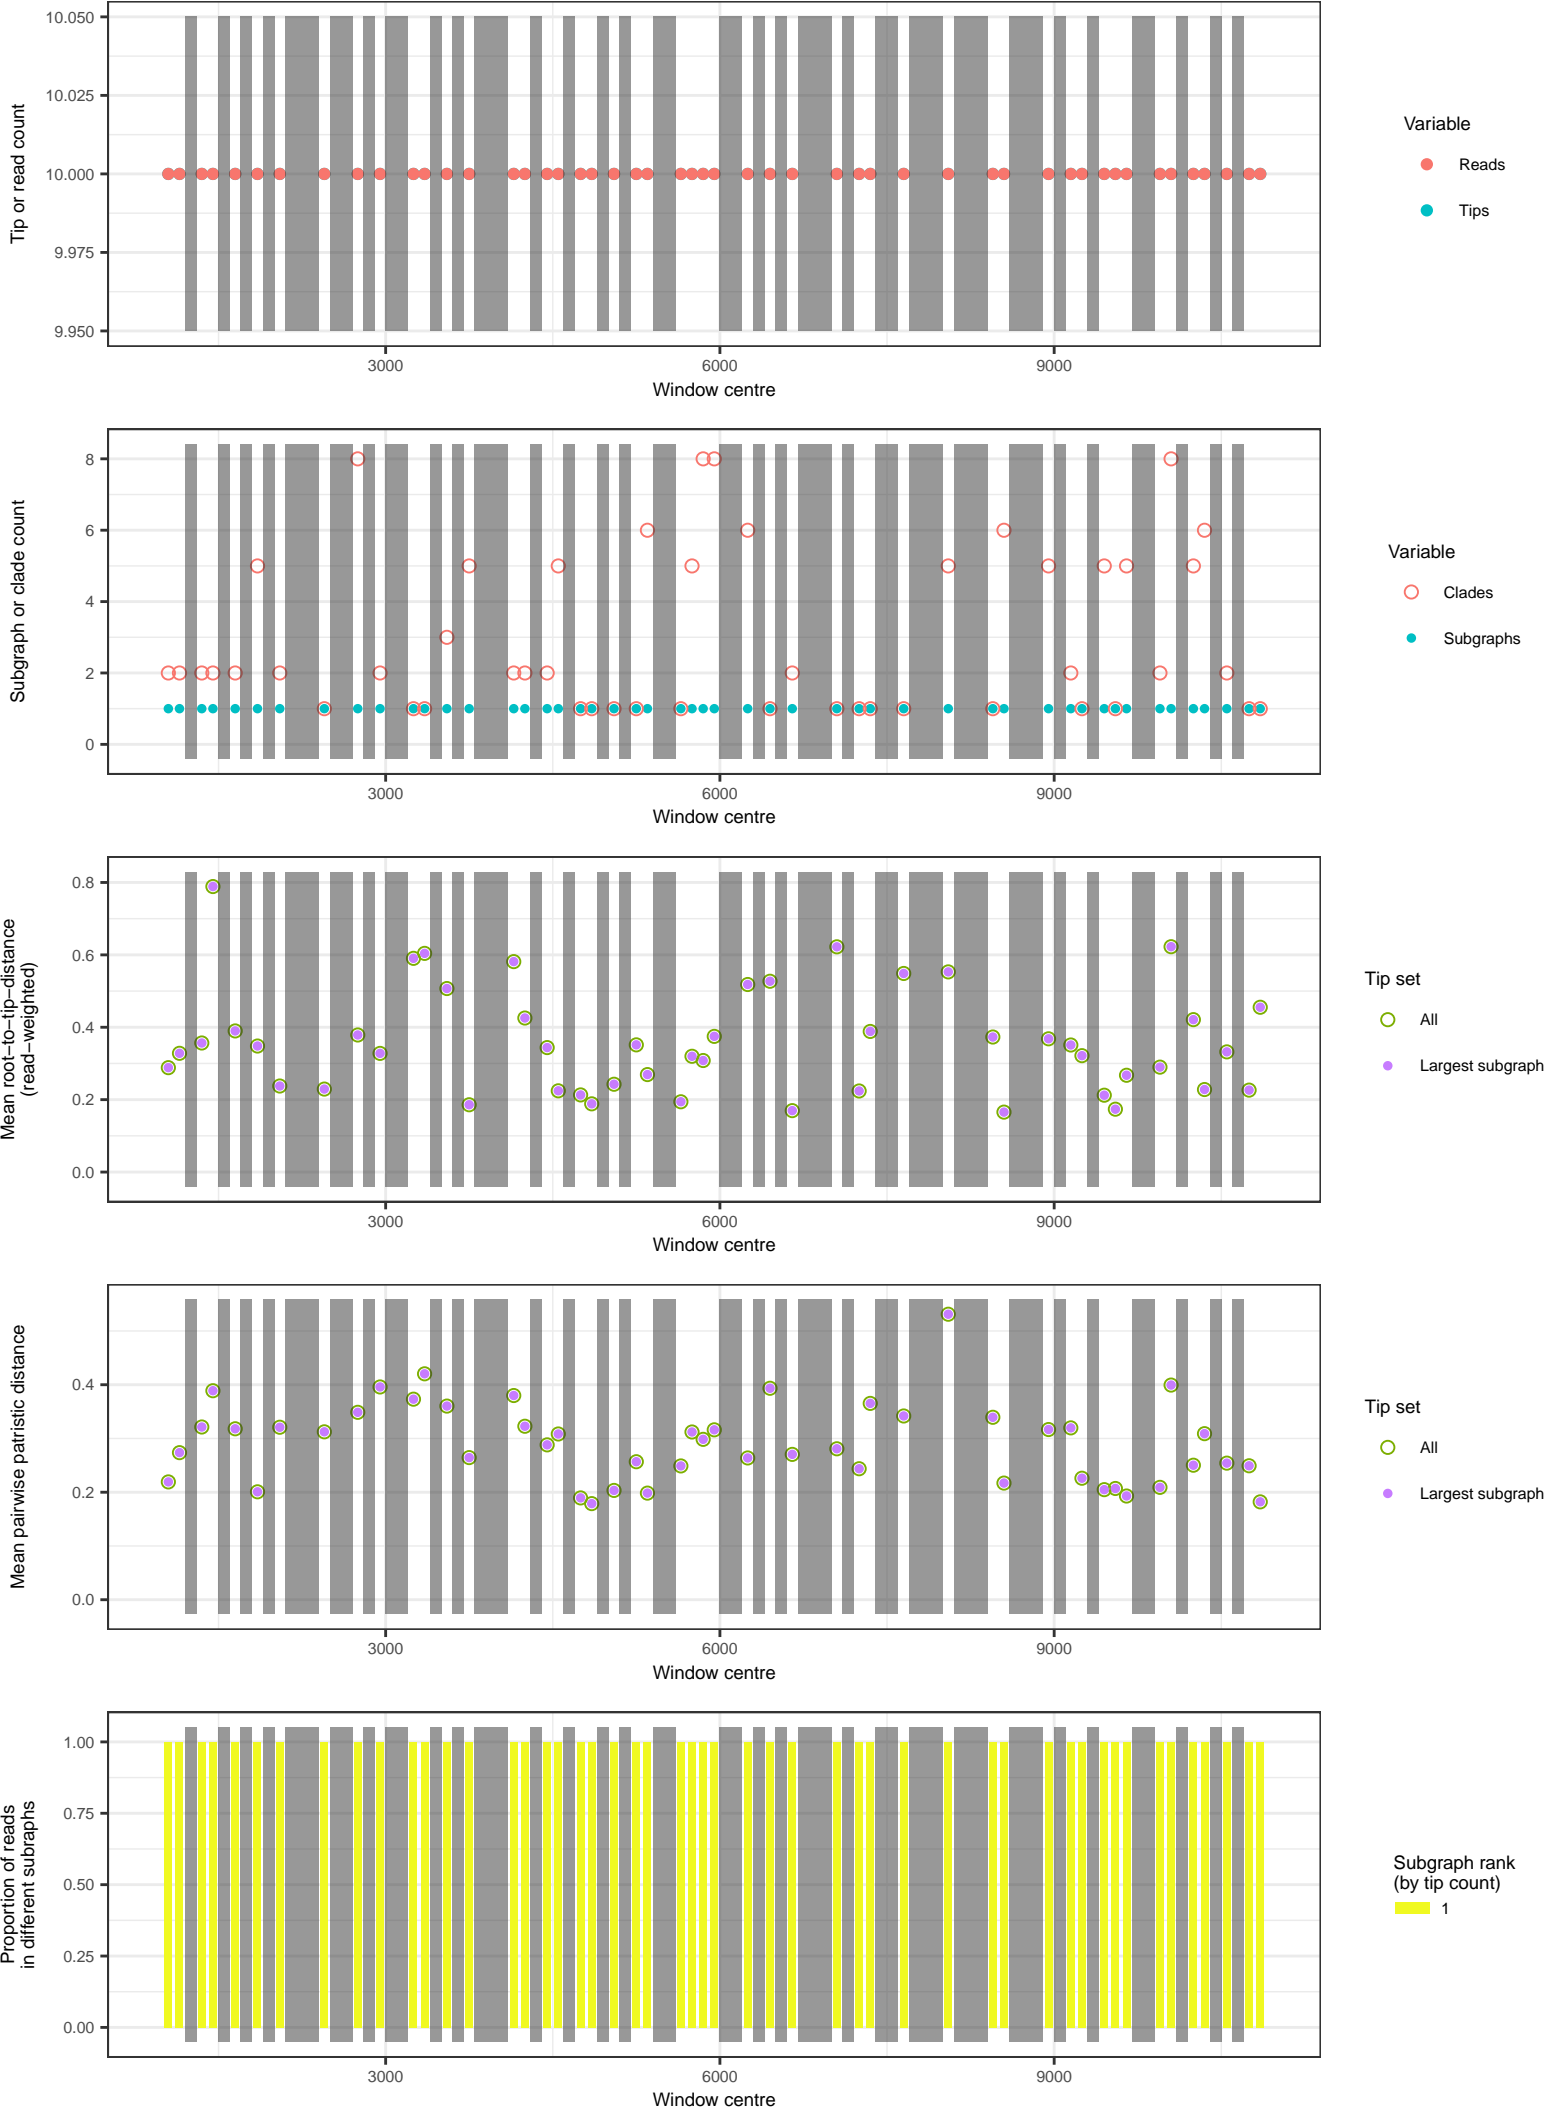 10.050
10.025
10.000
9.975
9.950
Tip or read count
3000
6000
9000
Window centre
Variable
Reads
Tips
8
6
4
2
0
Subgraph or clade count
3000
6000
9000
Window centre
Variable
Clades
Subgraphs
0.8
0.6
0.4
0.2
0.0
Mean root−to−tip−distance
(read−weighted)
3000
6000
9000
Window centre
Tip set
All
Largest subgraph
0.4
0.2
0.0
Mean pairwise patristic distance
3000
6000
9000
Window centre
Tip set
All
Largest subgraph
1.00
0.75
0.50
0.25
0.00
Proportion of reads
in different subraphs
3000
6000
9000
Window centre
Subgraph rank
(by tip count)
1